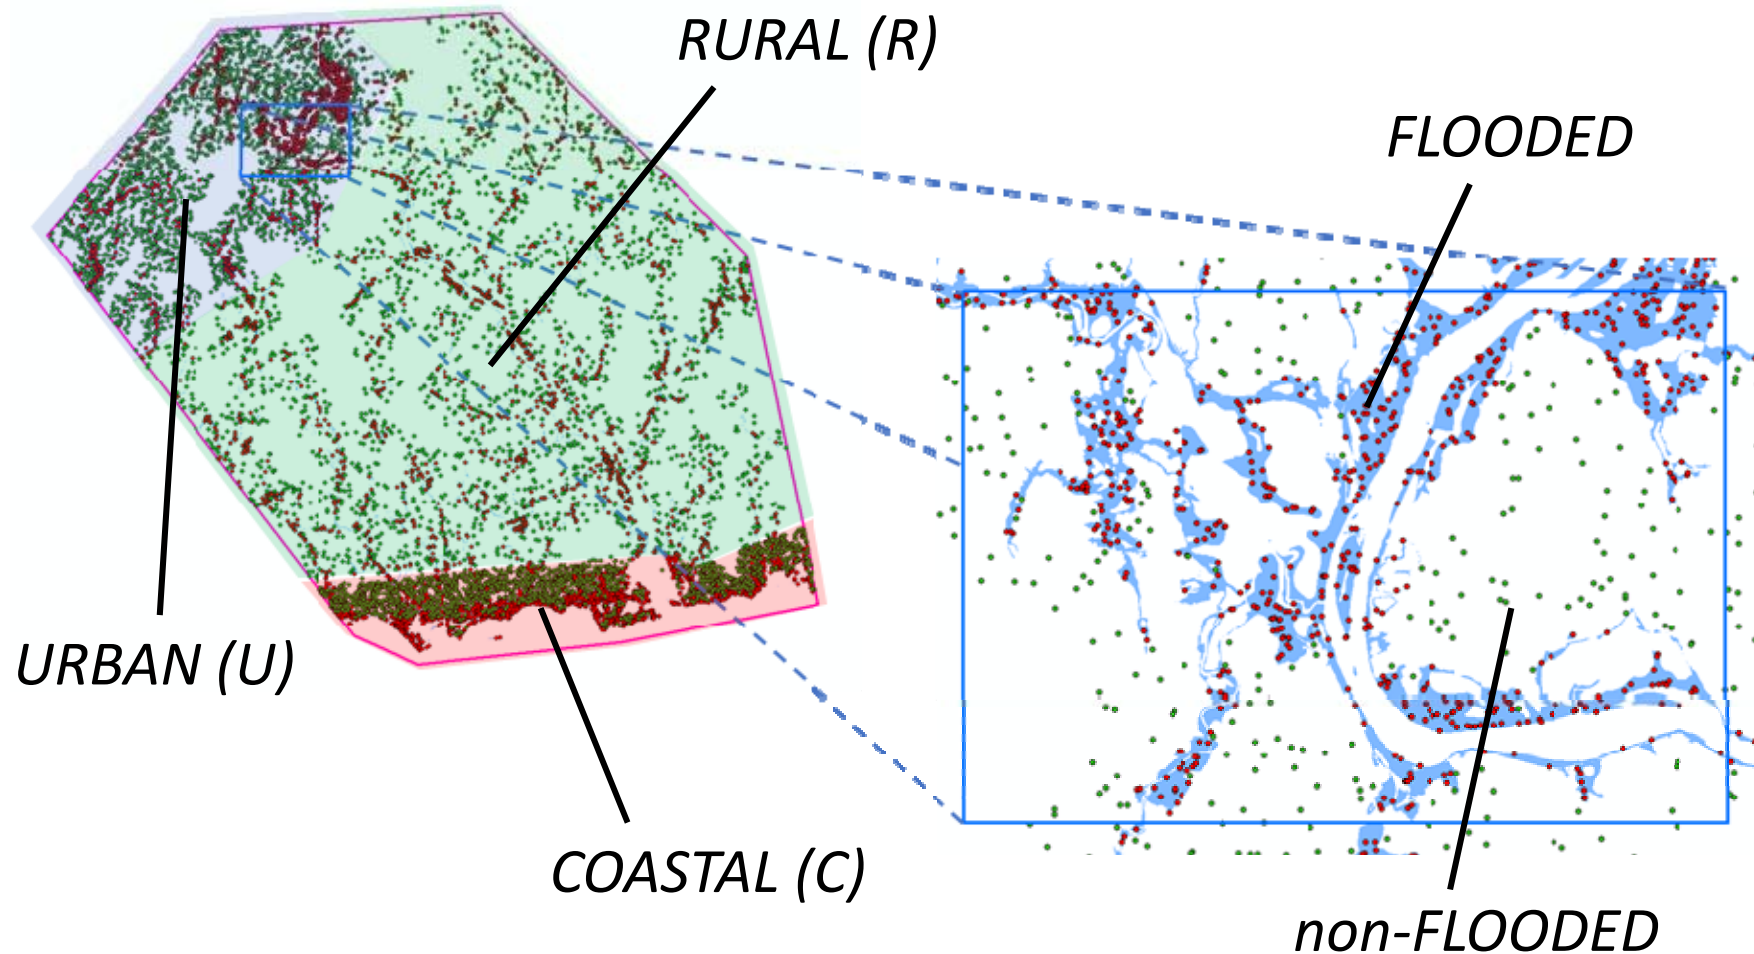 RURAL (R)
FLOODED
URBAN (U)
COASTAL (C)
non-FLOODED